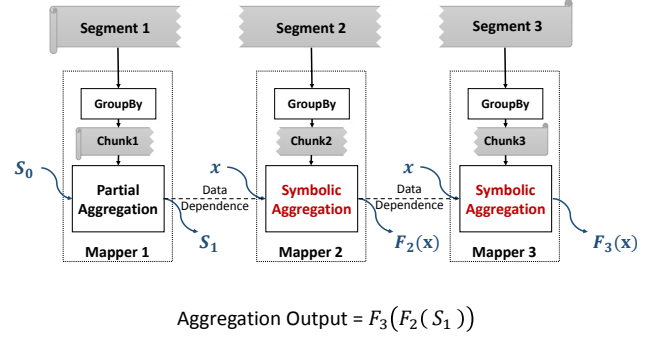 Segment 1
Segment 2
Segment 3
GroupBy
GroupBy
GroupBy
Chunk1
Chunk2
Chunk3
S₀
x
x
Partial
Aggregation
Data
Dependence
Symbolic
Aggregation
Data
Dependence
Symbolic
Aggregation
S₁
F₂(x)
F₃(x)
Mapper 1
Mapper 2
Mapper 3
Aggregation Output = F₃(F₂( S₁ ))